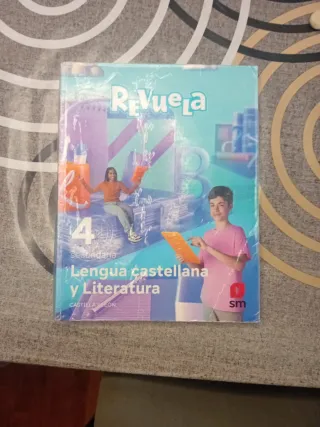 Revuela
4
Lengua castellana
y Literatura
sm